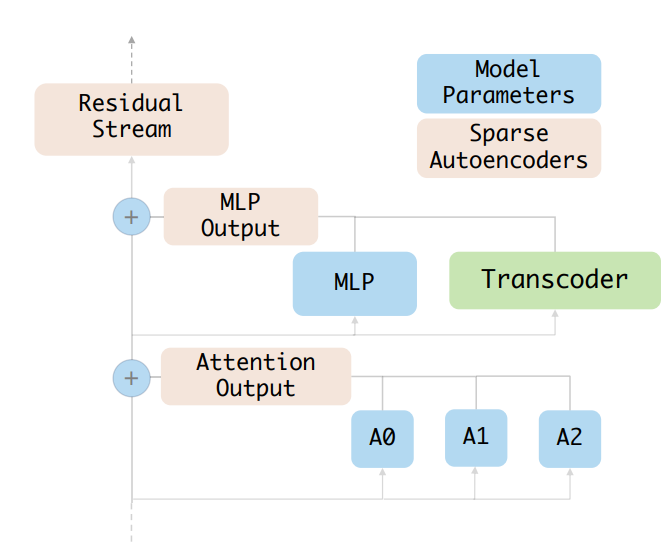 Residual
Stream
Model
Parameters
Sparse
Autoencoders
+
MLP
Output
MLP
Transcoder
+
Attention
Output
A0
A1
A2